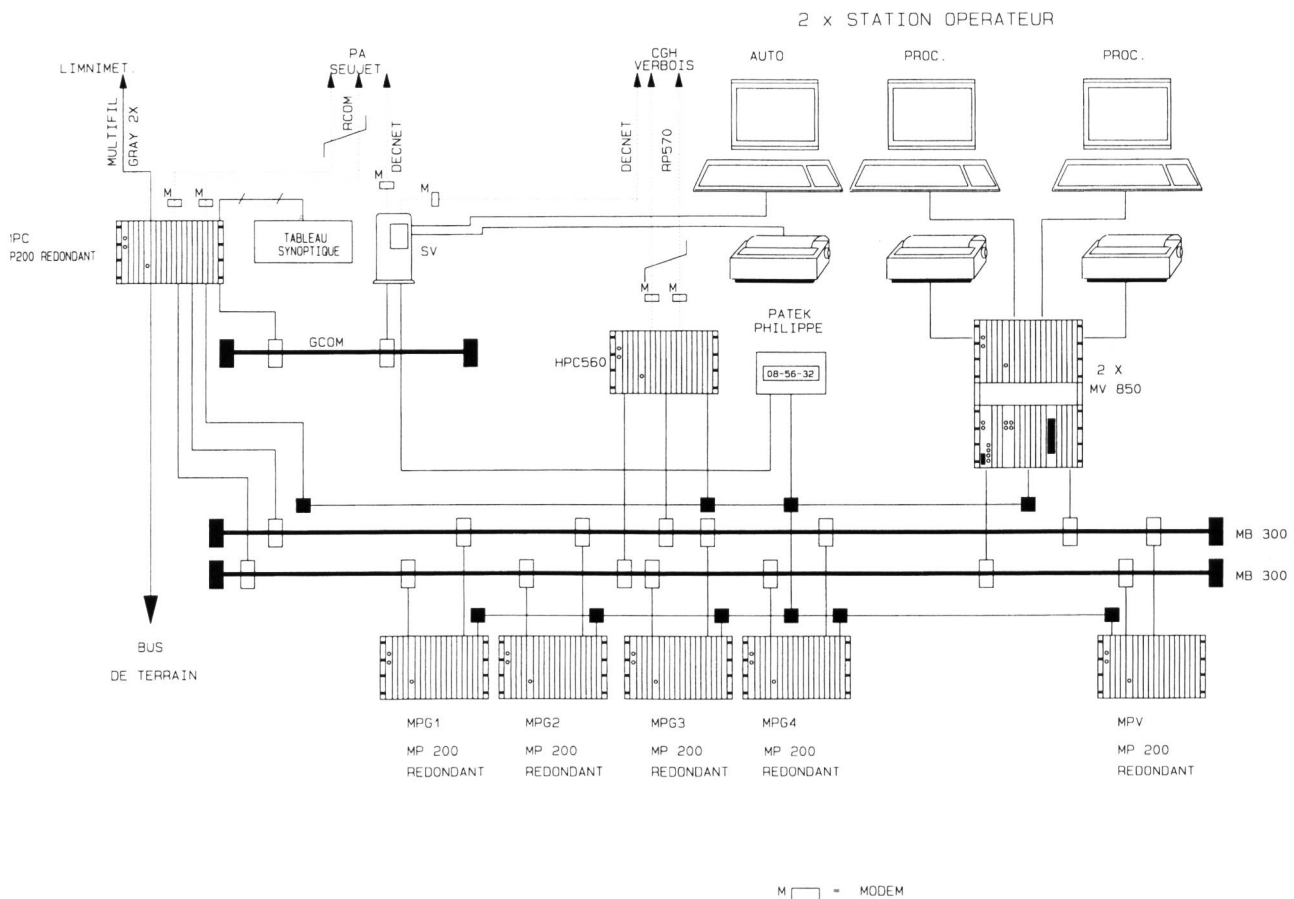 2 x STATION OPERATEUR
LIMNIMET.
PA
SEUJET
CGH
VERBOIS
AUTO
PROC.
PROC.
MULTIFIL
GRAY 2X
RCOM
DECNET
DECNET
RP570
M
M
M
M
TABLEAU
SYNOPTIQUE
SV
P200 REDONDANT
M
M
PATEK
PHILIPPE
GCOM
HPC560
08-56-32
2 X
MV 850
MB 300
MB 300
BUS
DE TERRAIN
MPG1
MP 200
REDONDANT
MPG2
MP 200
REDONDANT
MPG3
MP 200
REDONDANT
MPG4
MP 200
REDONDANT
MPV
MP 200
REDONDANT
M = MODEM